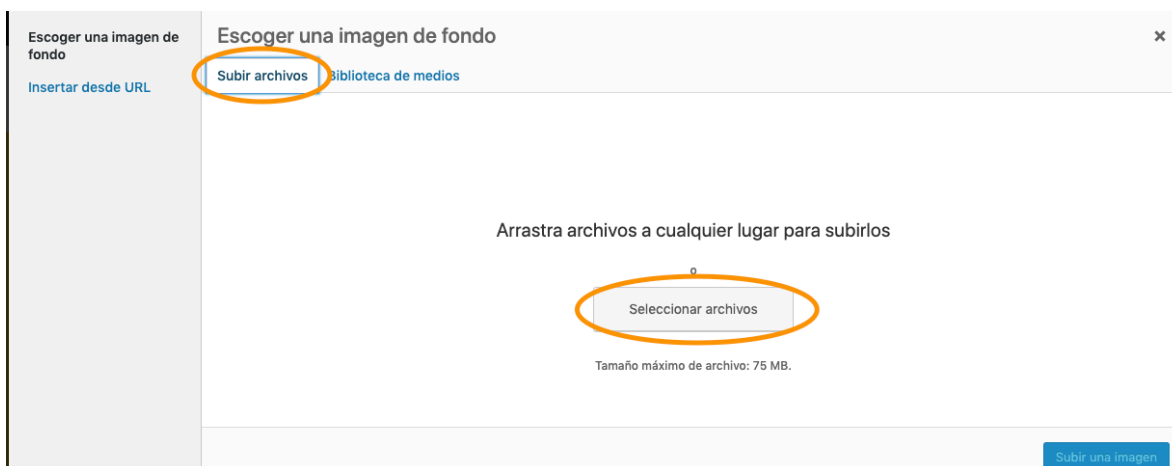 Escoger una imagen de
fondo
Insertar desde URL
Escoger una imagen de fondo
×
Subir archivos
Biblioteca de medios
Arrastra archivos a cualquier lugar para subirlos
o
Seleccionar archivos
Tamaño máximo de archivo: 75 MB.
Subir una imagen